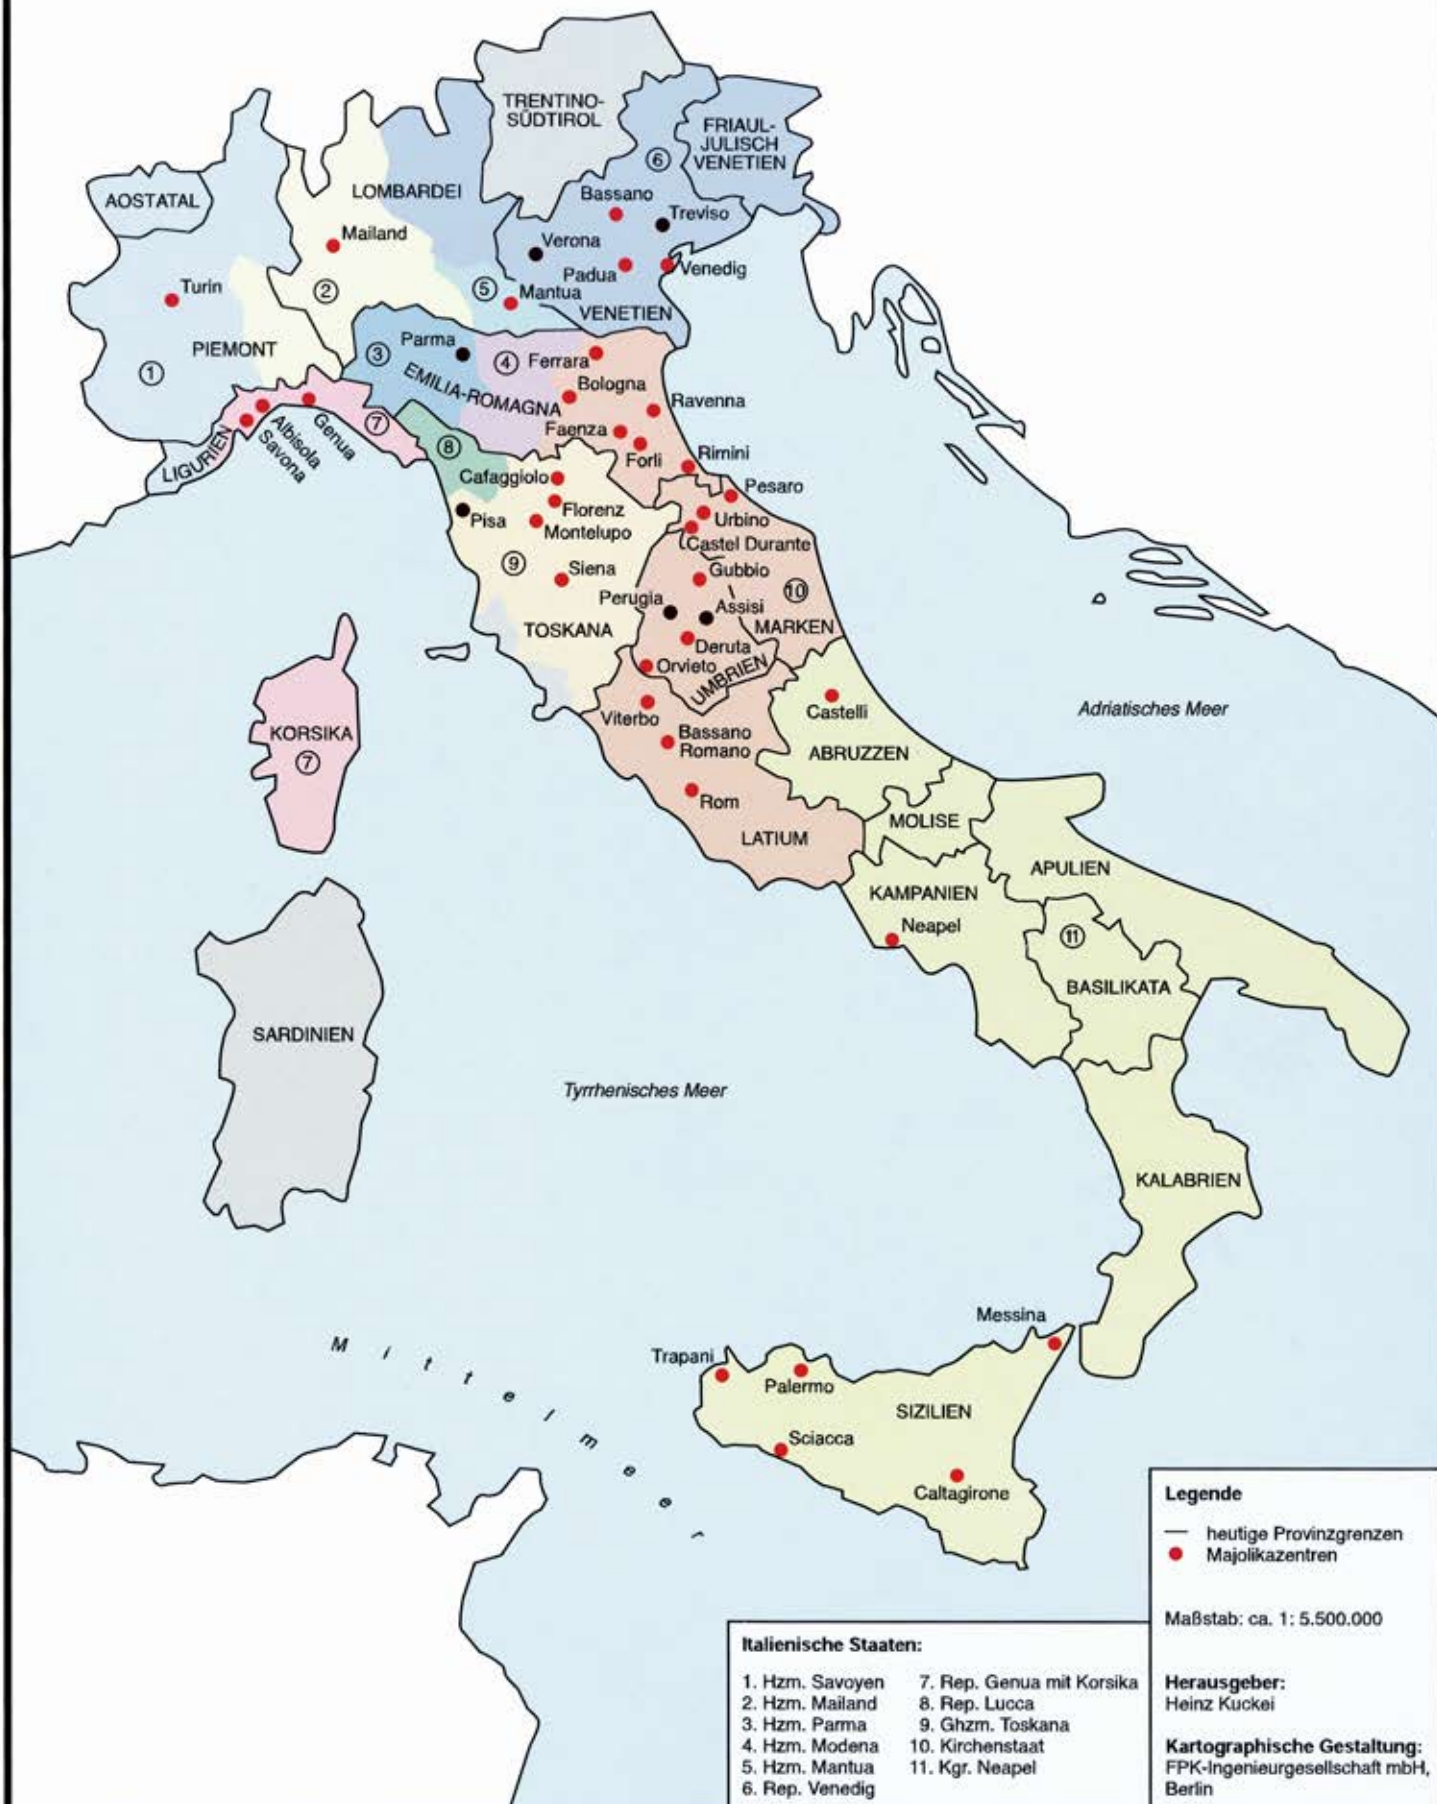 TRENTINO-
SÜDTIROL
FRIAUL-
JULISCH
VENETIEN
6
AOSTATAL
LOMBARDEI
Bassano
Treviso
Mailand
Verona
Padua
Venedig
Turin
2
5
Mantua
VENETIEN
PIEMONT
1
3
Parma
4
Ferrara
EMILIA-ROMAGNA
Bologna
Ravenna
7
Faenza
Forli
8
Rimini
LIGURIEN
Albisola
Savona
Genua
Cafaggiolo
Pesaro
Florenz
Pisa
Montelupo
Urbino
Castel Durante
9
Siena
Gubbio
10
Perugia
Assisi
TOSKANA
MARKEN
Deruta
Orvieto
UMBRIEN
Viterbo
Castelli
Adriatisches Meer
KORSIKA
7
Bassano
Romano
ABRUZZEN
Rom
MOLISE
LATIUM
APULIEN
KAMPANIEN
Neapel
11
BASILIKATA
SARDINIEN
Tyrrhenisches Meer
KALABRIEN
Messina
Mittelmeer
Trapani
Palermo
SIZILIEN
Sciacca
Caltagirone
Legende
heutige Provinzgrenzen
Majolikazentren
Maßstab: ca. 1: 5.500.000
Italienische Staaten:
1. Hzm. Savoyen
2. Hzm. Mailand
3. Hzm. Parma
4. Hzm. Modena
5. Hzm. Mantua
6. Rep. Venedig
7. Rep. Genua mit Korsika
8. Rep. Lucca
9. Ghzm. Toskana
10. Kirchenstaat
11. Kgr. Neapel
Herausgeber:
Heinz Kuckei
Kartographische Gestaltung:
FPK-Ingenieurgesellschaft mbH,
Berlin